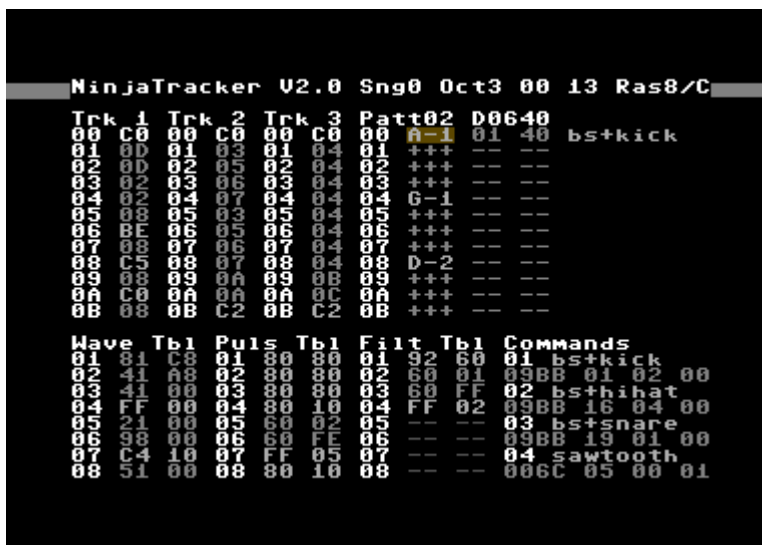 NinjaTracker V2.0 Sng0 Oct3 00 13 Ras8/C
Trk 1 Trk 2 Trk 3 Patt02 D0640
00 C0 00 C0 00 C0 00 A-1 01 40 bs+kick
01 0D 01 03 01 04 01 +++ -- --
02 0D 02 05 02 04 02 +++ -- --
03 02 03 06 03 04 03 +++ -- --
04 02 04 07 04 04 04 G-1 -- --
05 08 05 03 05 04 05 +++ -- --
06 BE 06 05 06 04 06 +++ -- --
07 08 07 06 07 04 07 +++ -- --
08 C5 08 07 08 04 08 D-2 -- --
09 08 09 0A 09 0B 09 +++ -- --
0A C0 0A 0A 0A 0C 0A +++ -- --
0B 08 0B C2 0B C2 0B +++ -- --
Wave Tbl Puls Tbl Filt Tbl Commands
01 81 C8 01 80 80 01 92 60 01 bs+kick
02 41 A8 02 80 80 02 60 01 09BB 01 02 00
03 41 00 03 80 80 03 60 FF 02 bs+hihat
04 FF 00 04 80 10 04 FF 02 09BB 16 04 00
05 21 00 05 60 02 05 -- -- 03 bs+snare
06 98 00 06 60 FE 06 -- -- 09BB 19 01 00
07 C4 10 07 FF 05 07 -- -- 04 sawtooth
08 51 00 08 80 10 08 -- -- 006C 05 00 01